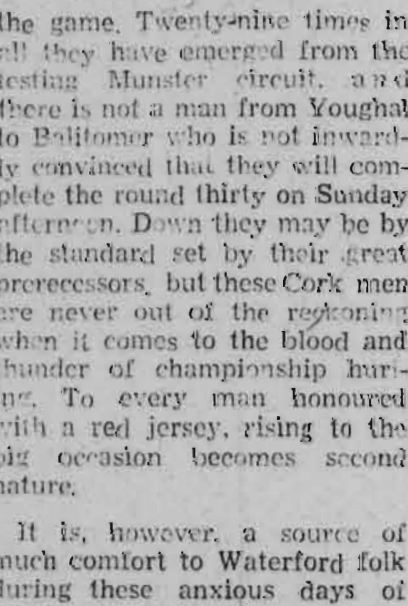 the game. Twenty-nine times in
all they have emerged from the
testing Munster circuit, and
there is not a man from Youghal
to Balitomer who is not inward-
ly convinced that they will com-
plete the round thirty on Sunday
afternoon. Down they may be by
the standard set by their great
prerecessors, but these Cork men
are never out of the reckoning
when it comes to the blood and
thunder of championship hurl-
ing. To every man honoured
with a red jersey, rising to the
big occasion becomes second
nature.
It is, however, a source of
much comfort to Waterford folk
during these anxious days of